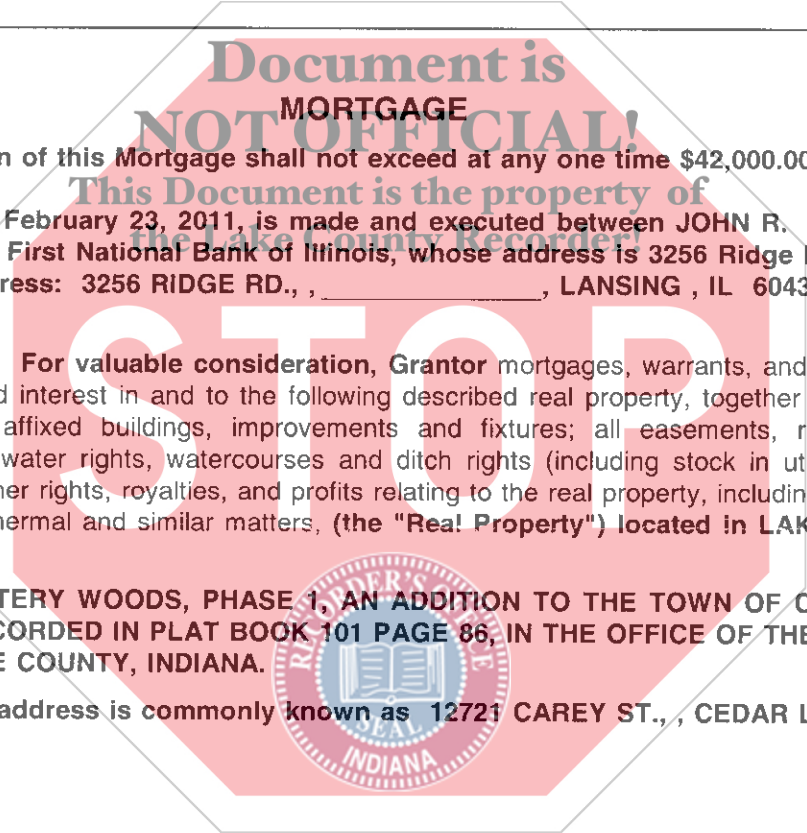 Document is
MORTGAGE
NOT OFFICIAL!
n of this Mortgage shall not exceed at any one time $42,000.00
This Document is the property of
February 23, 2011, is made and executed between JOHN R.
the Lake County Recorder!
First National Bank of Illinois, whose address is 3256 Ridge
ress: 3256 RIDGE RD., , _______________, LANSING , IL 6043
STOP
For valuable consideration, Grantor mortgages, warrants, and
d interest in and to the following described real property, together
affixed buildings, improvements and fixtures; all easements, r
water rights, watercourses and ditch rights (including stock in ut
her rights, royalties, and profits relating to the real property, includin
hermal and similar matters, (the "Real Property") located in LAK
TERY WOODS, PHASE 1, AN ADDITION TO THE TOWN OF C
CORDED IN PLAT BOOK 101 PAGE 86, IN THE OFFICE OF THE
E COUNTY, INDIANA.
address is commonly known as 12721 CAREY ST., , CEDAR L
RECORDER'S OFFICE
SEAL
INDIANA